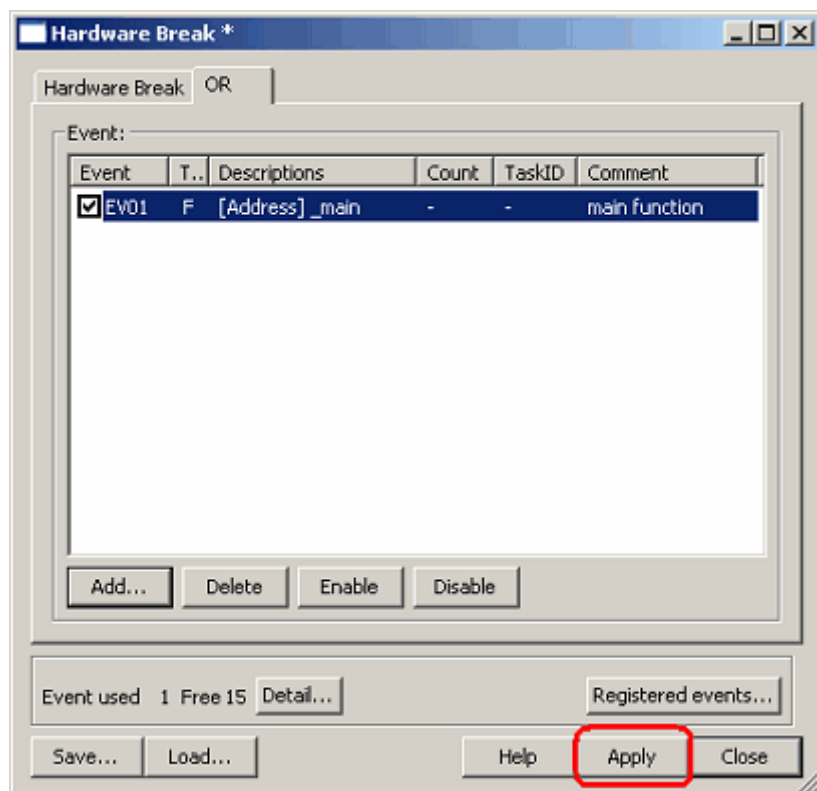 Hardware Break *
Hardware Break OR
Event:
Event T.. Descriptions Count TaskID Comment
EV01 F [Address] _main - - main function
Add... Delete Enable Disable
Event used 1 Free 15 Detail... Registered events...
Save... Load... Help Apply Close